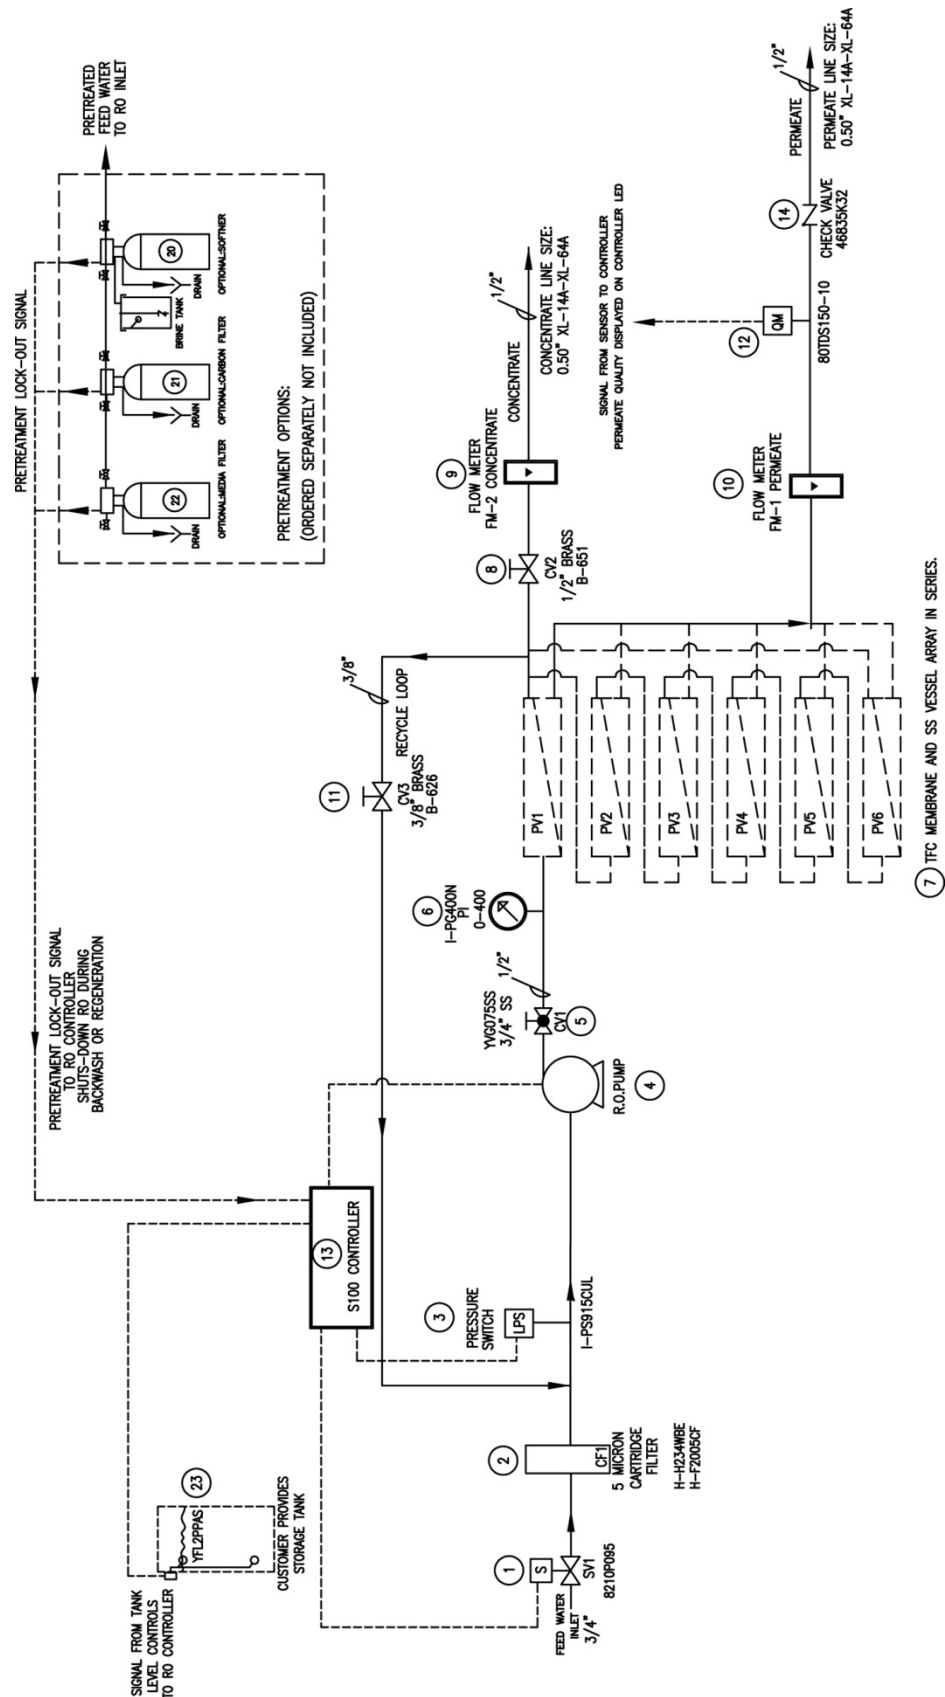 PRETREATMENT LOCK-OUT SIGNAL
PRETREATED
FEED WATER
TO RO INLET
22
21
20
DRAIN
DRAIN
BRINE TANK
DRAIN
OPTIONAL:MEDIA FILTER
OPTIONAL:CARBON FILTER
OPTIONAL:SOFTNER
PRETREATMENT OPTIONS:
(ORDERED SEPARATELY NOT INCLUDED)
PRETREATMENT LOCK-OUT SIGNAL
TO RO CONTROLLER
SHUTS-DOWN RO DURING
BACKWASH OR REGENERATION
SIGNAL FROM TANK
LEVEL CONTROLS
TO RO CONTROLLER
23
YFL2PPAS
CUSTOMER PROVIDES
STORAGE TANK
13
S100 CONTROLLER
11
CV3
3/8" BRASS
B-626
RECYCLE LOOP
3/8"
1
S
FEED WATER
INLET
3/4"
SV1
8210P095
2
CF1
5 MICRON
CARTRIDGE
FILTER
H-H234WBE
H-F2005CF
3
PRESSURE
SWITCH
LPS
I-PS915CUL
R.O.PUMP
4
YVG075SS
3/4" SS
CV1
5
1/2"
6
I-PG400N
PI
0-400
PV1
PV2
PV3
PV4
PV5
PV6
7
TFC MEMBRANE AND SS VESSEL ARRAY IN SERIES.
8
CV2
1/2" BRASS
B-651
9
FLOW METER
FM-2 CONCENTRATE
CONCENTRATE
1/2"
CONCENTRATE LINE SIZE:
0.50" XL-14A-XL-64A
SIGNAL FROM SENSOR TO CONTROLLER
PERMEATE QUALITY DISPLAYED ON CONTROLLER LED
10
FLOW METER
FM-1 PERMEATE
12
QM
80TDS150-10
14
CHECK VALVE
46835K32
PERMEATE
1/2"
PERMEATE LINE SIZE:
0.50" XL-14A-XL-64A